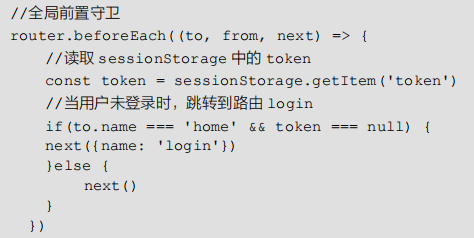 //全局前置守卫
router.beforeEach((to, from, next) => {
    //读取 sessionStorage 中的 token
    const token = sessionStorage.getItem('token')
    //当用户未登录时，跳转到路由 login
    if(to.name === 'home' && token === null) {
    next({name: 'login'})
    }else {
        next()
    }
  })